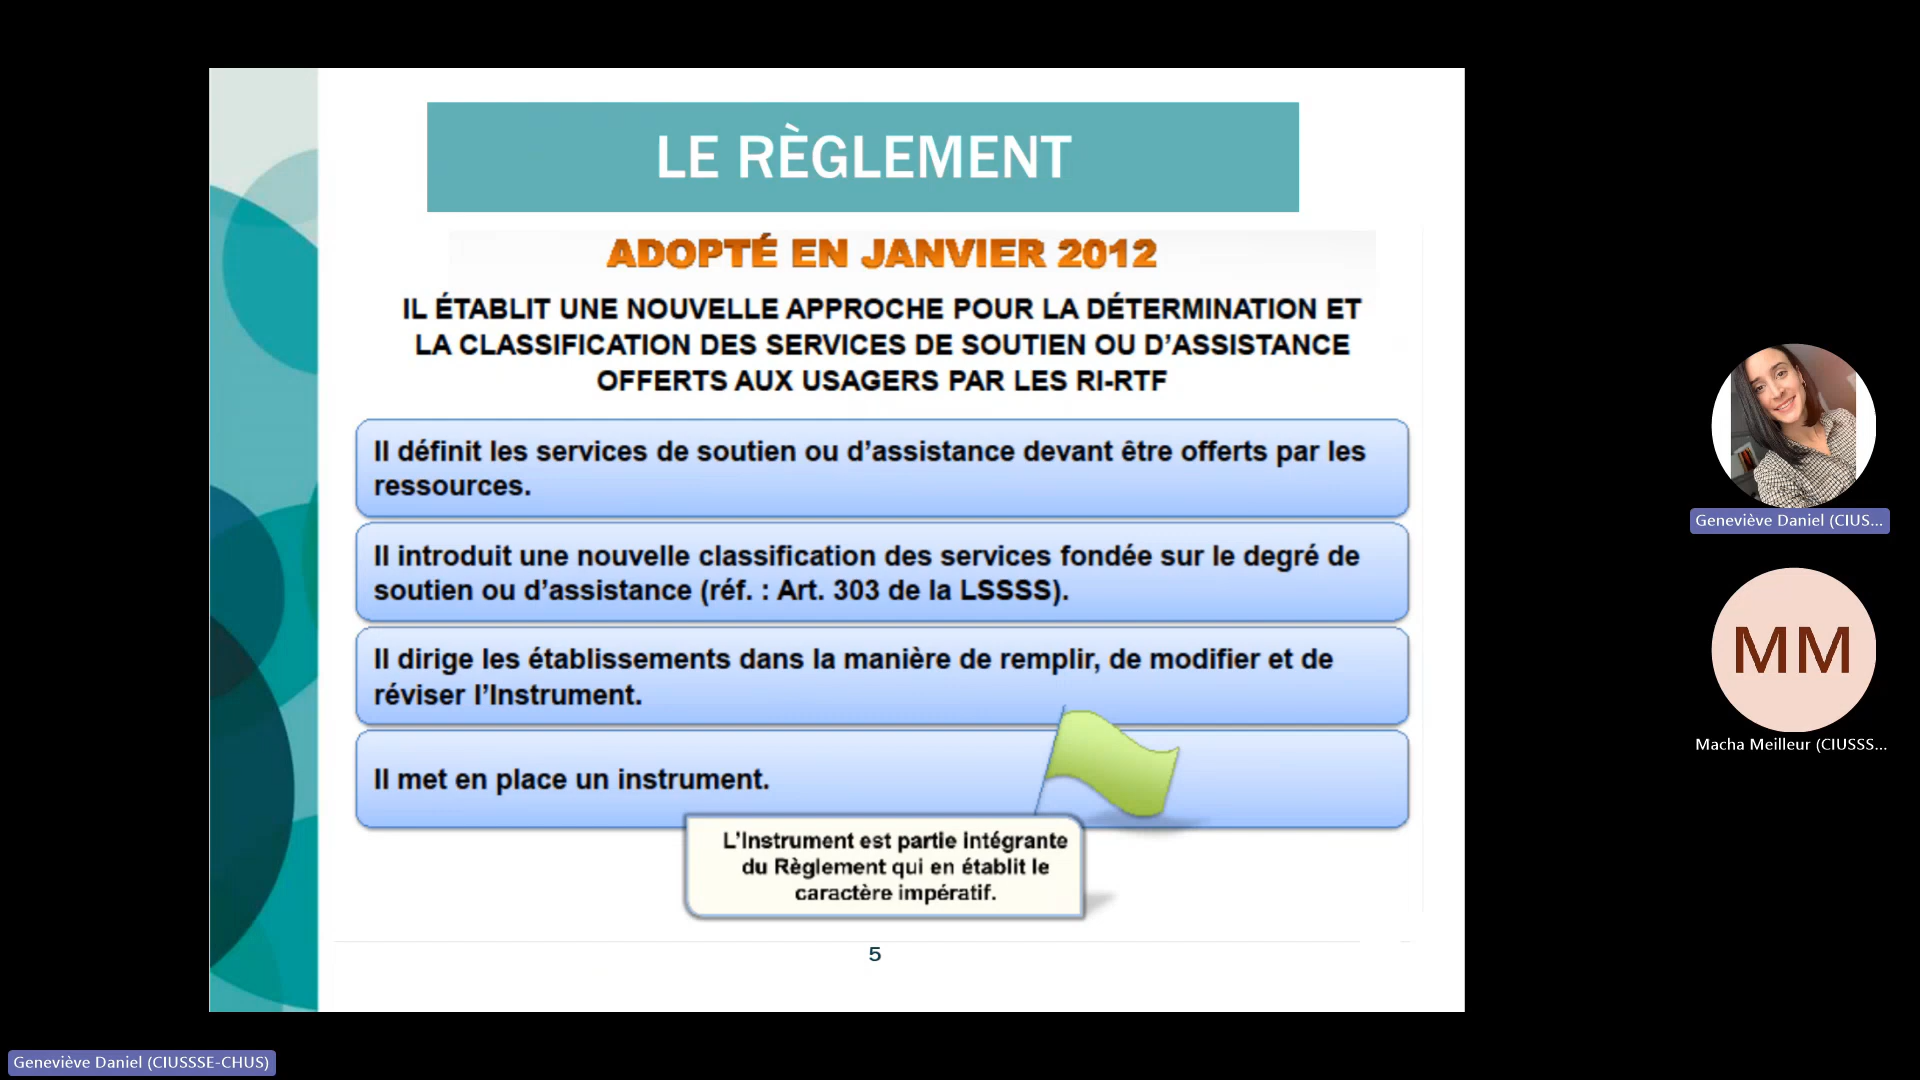 LE RÈGLEMENT
ADOPTÉ EN JANVIER 2012
IL ÉTABLIT UNE NOUVELLE APPROCHE POUR LA DÉTERMINATION ET
LA CLASSIFICATION DES SERVICES DE SOUTIEN OU D’ASSISTANCE
OFFERTS AUX USAGERS PAR LES RI-RTF
Il définit les services de soutien ou d’assistance devant être offerts par les
ressources.
Il introduit une nouvelle classification des services fondée sur le degré de
soutien ou d’assistance (réf. : Art. 303 de la LSSSS).
Il dirige les établissements dans la manière de remplir, de modifier et de
réviser l’Instrument.
Il met en place un instrument.
L’Instrument est partie intégrante
du Règlement qui en établit le
caractère impératif.
5
Geneviève Daniel (CIUS...
MM
Macha Meilleur (CIUSSS...
Geneviève Daniel (CIUSSSE-CHUS)